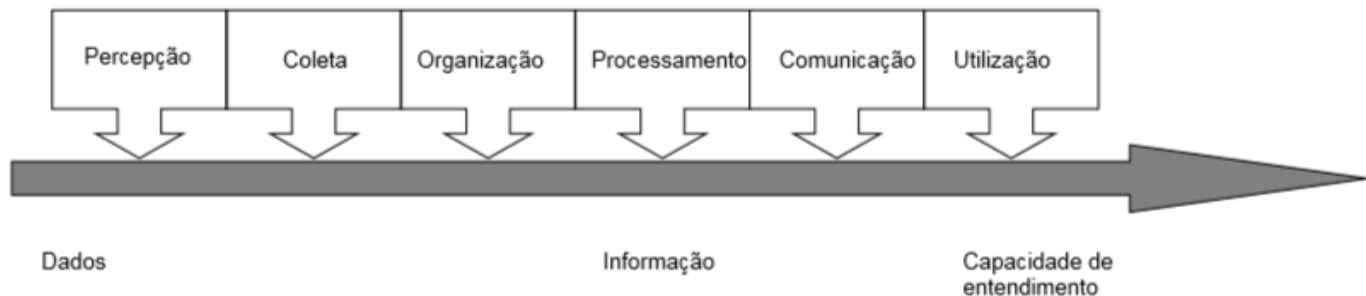 Percepção
Coleta
Organização
Processamento
Comunicação
Utilização
Dados
Informação
Capacidade de
entendimento